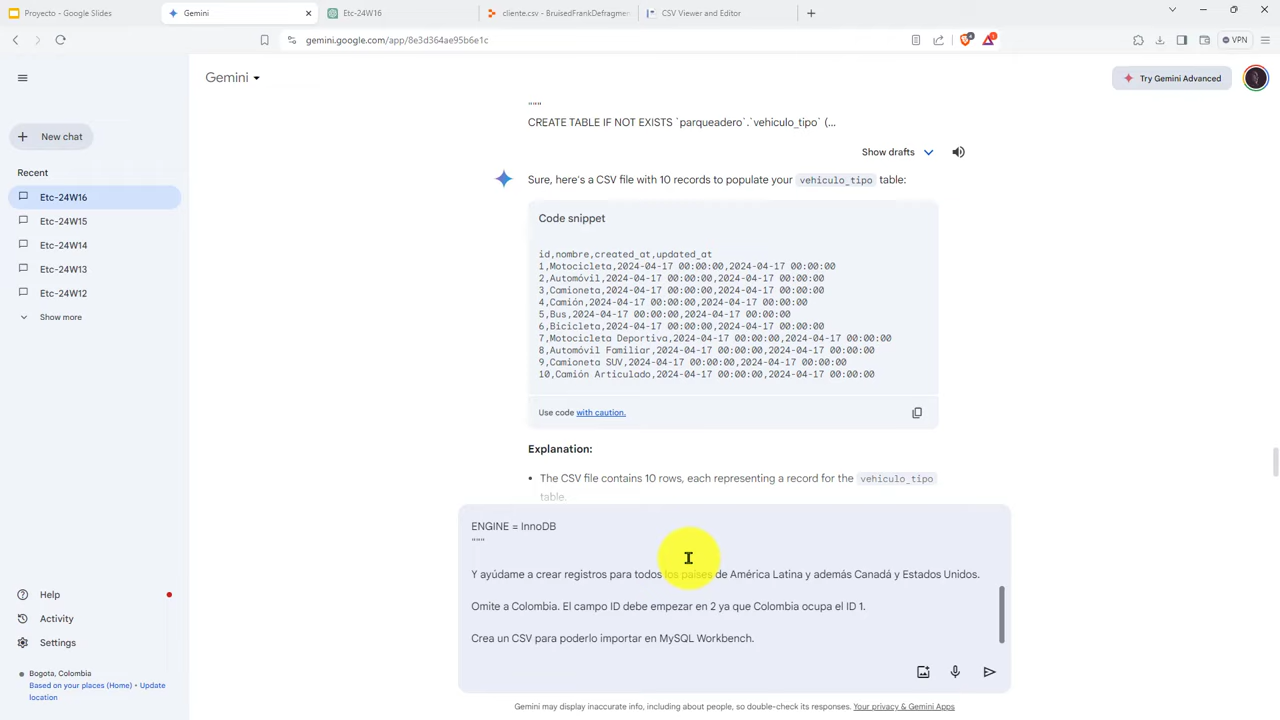 Proyecto - Google Slides
Gemini
Etc-24W16
cliente.csv - BruisedFrankDefragmen
CSV Viewer and Editor
gemini.google.com/app/8e3d364ae95b6e1c
VPN
Gemini
Try Gemini Advanced
New chat
Recent
Etc-24W16
Etc-24W15
Etc-24W14
Etc-24W13
Etc-24W12
Show more
"""
CREATE TABLE IF NOT EXISTS `parqueadero`.`vehiculo_tipo` (...
Show drafts
Sure, here's a CSV file with 10 records to populate your vehiculo_tipo table:
Code snippet
id,nombre,created_at,updated_at
1,Motocicleta,2024-04-17 00:00:00,2024-04-17 00:00:00
2,Automóvil,2024-04-17 00:00:00,2024-04-17 00:00:00
3,Camioneta,2024-04-17 00:00:00,2024-04-17 00:00:00
4,Camión,2024-04-17 00:00:00,2024-04-17 00:00:00
5,Bus,2024-04-17 00:00:00,2024-04-17 00:00:00
6,Bicicleta,2024-04-17 00:00:00,2024-04-17 00:00:00
7,Motocicleta Deportiva,2024-04-17 00:00:00,2024-04-17 00:00:00
8,Automóvil Familiar,2024-04-17 00:00:00,2024-04-17 00:00:00
9,Camioneta SUV,2024-04-17 00:00:00,2024-04-17 00:00:00
10,Camión Articulado,2024-04-17 00:00:00,2024-04-17 00:00:00
Use code with caution.
Explanation:
• The CSV file contains 10 rows, each representing a record for the vehiculo_tipo
table.
ENGINE = InnoDB
"""
Y ayúdame a crear registros para todos los países de América Latina y además Canadá y Estados Unidos.
Omite a Colombia. El campo ID debe empezar en 2 ya que Colombia ocupa el ID 1.
Crea un CSV para poderlo importar en MySQL Workbench.
Help
Activity
Settings
Bogota, Colombia
Based on your places (Home) • Update
location
Gemini may display inaccurate info, including about people, so double-check its responses. Your privacy & Gemini Apps